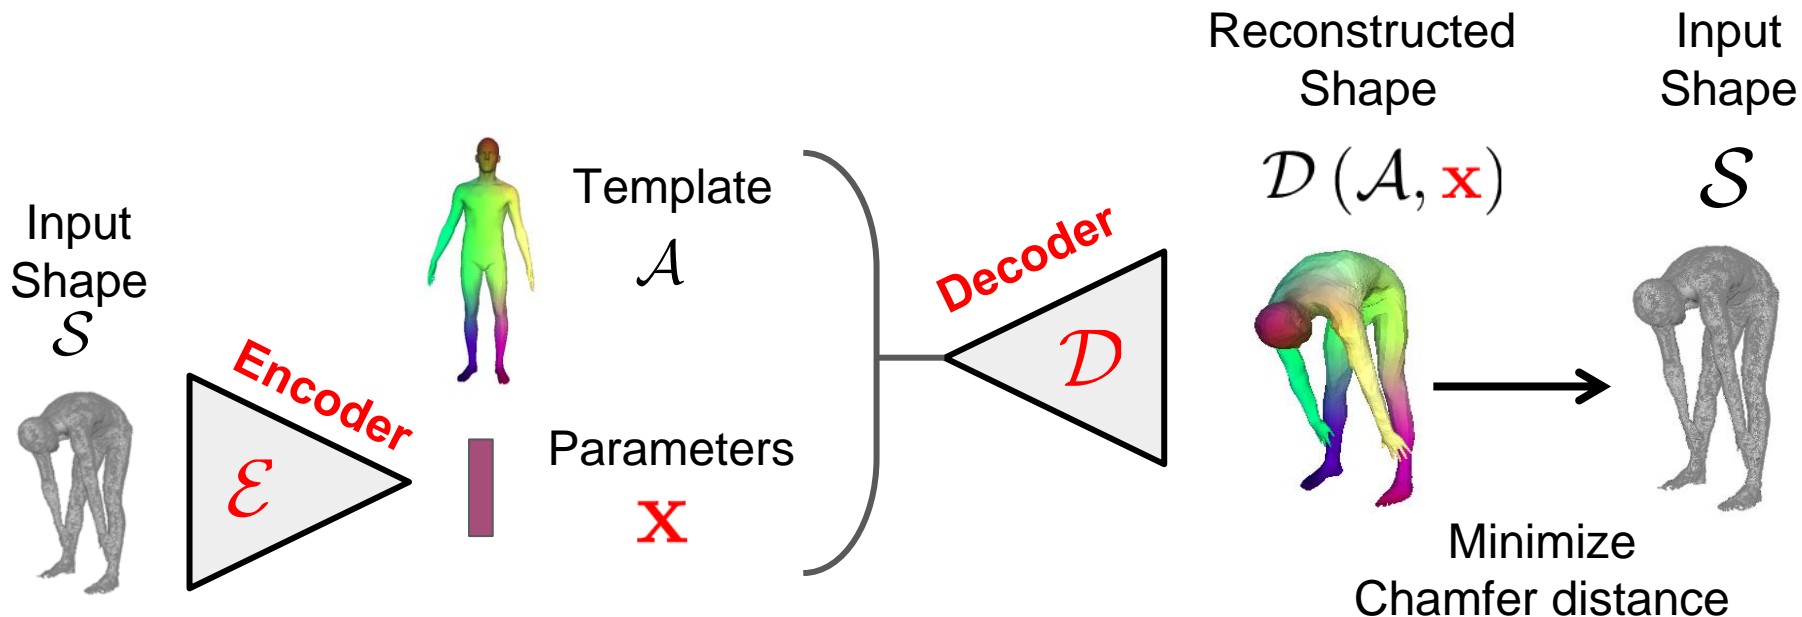 Input
Shape
𝒮
Encoder
ℰ
Template
𝒜
Parameters
x
Decoder
𝒟
Reconstructed
Shape
𝒟 (𝒜, x)
Input
Shape
𝒮
Minimize
Chamfer distance